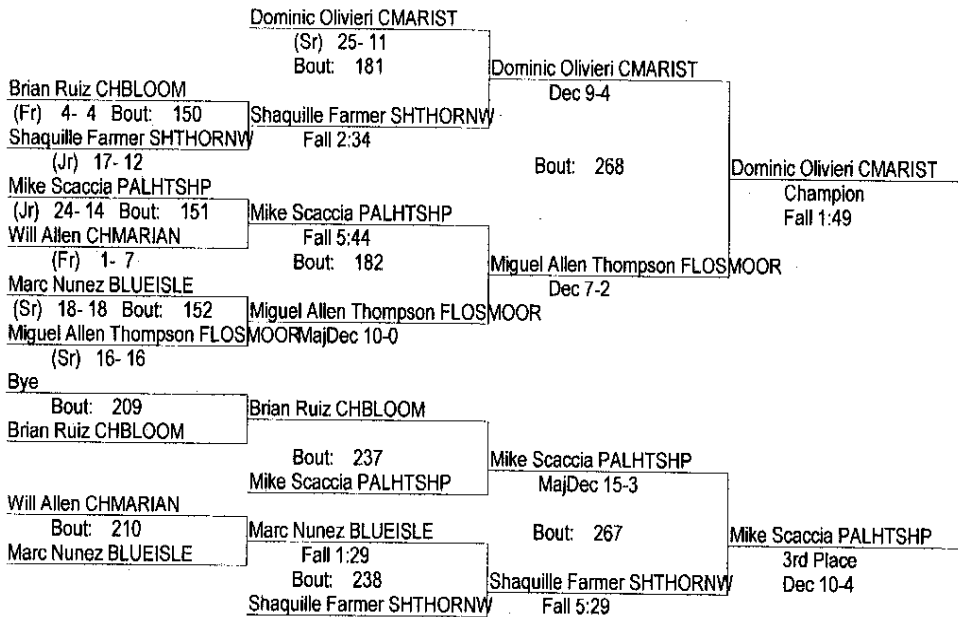 Dominic Olivieri CMARIST
(Sr) 25- 11
Bout: 181
Dominic Olivieri CMARIST
Dec 9-4
Brian Ruiz CHBLOOM
(Fr) 4- 4 Bout: 150
Shaquille Farmer SHTHORNW
Shaquille Farmer SHTHORNW
Fall 2:34
(Jr) 17- 12
Bout: 268
Dominic Olivieri CMARIST
Champion
Fall 1:49
Mike Scaccia PALHTSHP
(Jr) 24- 14 Bout: 151
Mike Scaccia PALHTSHP
Will Allen CHMARIAN
Fall 5:44
(Fr) 1- 7
Bout: 182
Miguel Allen Thompson FLOSMOOR
Dec 7-2
Marc Nunez BLUEISLE
(Sr) 18- 18 Bout: 152
Miguel Allen Thompson FLOSMOOR
Miguel Allen Thompson FLOSMOOR
MajDec 10-0
(Sr) 16- 16
Bye
Bout: 209
Brian Ruiz CHBLOOM
Brian Ruiz CHBLOOM
Bout: 237
Mike Scaccia PALHTSHP
Mike Scaccia PALHTSHP
MajDec 15-3
Will Allen CHMARIAN
Bout: 210
Marc Nunez BLUEISLE
Marc Nunez BLUEISLE
Fall 1:29
Bout: 267
Mike Scaccia PALHTSHP
3rd Place
Dec 10-4
Bout: 238
Shaquille Farmer SHTHORNW
Fall 5:29
Shaquille Farmer SHTHORNW